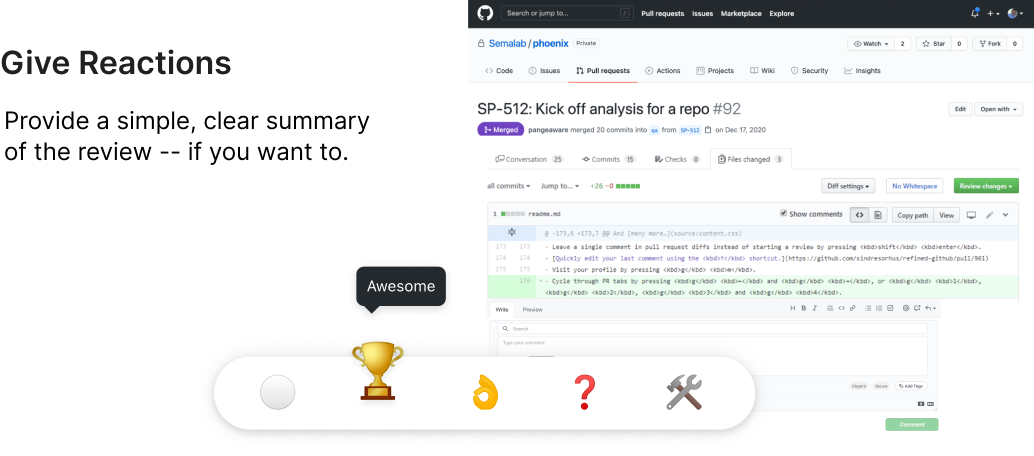 Give Reactions
Provide a simple, clear summary
of the review -- if you want to.
Awesome
Search or jump to... /
Pull requests Issues Marketplace Explore
Semalab / phoenix Private
Watch 2 Star 0 Fork 0
Code Issues Pull requests Actions Projects Wiki Security Insights
SP-512: Kick off analysis for a repo #92
Edit Open with
Merged pangeaware merged 20 commits into qa from SP-512 on Dec 17, 2020
Conversation 25 Commits 15 Checks 0 Files changed 3
all commits Jump to... +26 −0
Diff settings No Whitespace Review changes
1 readme.md
Show comments Copy path View
@ -173,6 +173,7 @@ And [many more…](source/content.css)
173 173 - Leave a single comment in pull request diffs instead of starting a review by pressing <kbd>shift</kbd> <kbd>enter</kbd>.
174 174 - [Quickly edit your last comment using the <kbd>↑</kbd> shortcut.](https://github.com/sindresorhus/refined-github/pull/961)
175 175 - Visit your profile by pressing <kbd>g</kbd> <kbd>m</kbd>.
176 + - Cycle through PR tabs by pressing <kbd>g</kbd> <kbd>←</kbd> and <kbd>g</kbd> <kbd>→</kbd>, or <kbd>g</kbd> <kbd>1</kbd>,
<kbd>g</kbd> <kbd>2</kbd>, <kbd>g</kbd> <kbd>3</kbd> and <kbd>g</kbd> <kbd>4</kbd>.
Write Preview
H B I
Search
Type your comment
Elegant Secure Add Tags
Comment